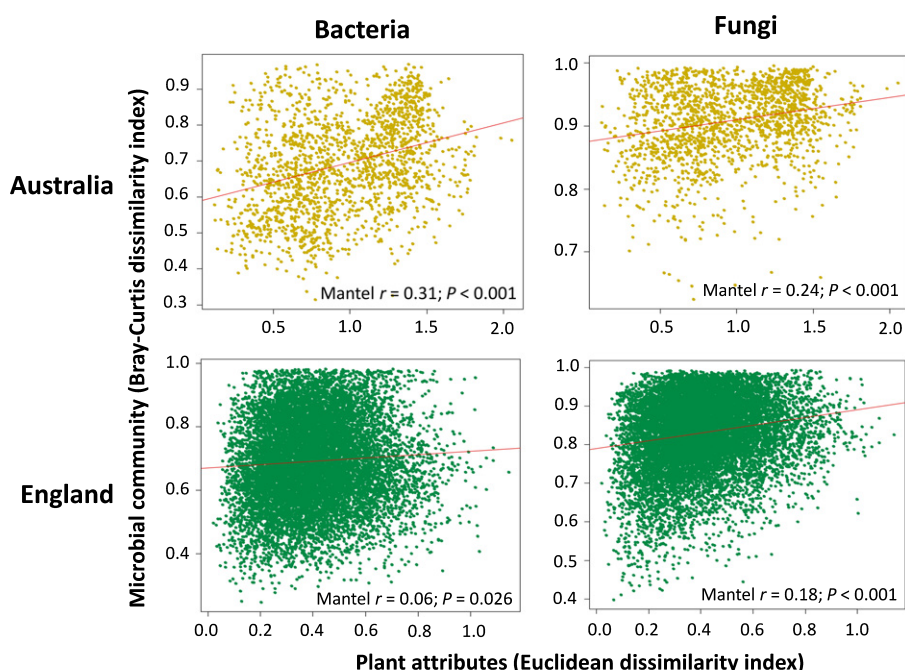 Bacteria
Fungi
Australia
England
Microbial community (Bray-Curtis dissimilarity index)
0.9
0.8
0.7
0.6
0.5
0.4
0.3
Mantel r = 0.31; P < 0.001
0.5 1.0 1.5 2.0
1.0
0.9
0.8
0.7
Mantel r = 0.24; P < 0.001
0.5 1.0 1.5 2.0
1.0
0.8
0.6
0.4
Mantel r = 0.06; P = 0.026
0.0 0.2 0.4 0.6 0.8 1.0
1.0
0.9
0.8
0.7
0.6
0.5
0.4
Mantel r = 0.18; P < 0.001
0.0 0.2 0.4 0.6 0.8 1.0
Plant attributes (Euclidean dissimilarity index)